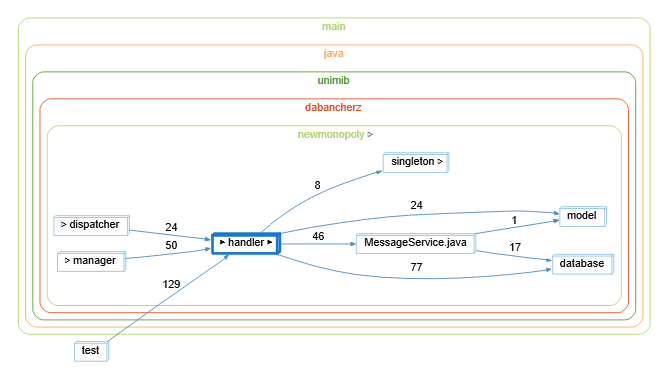 main
java
unimib
dabancherz
newmonopoly >
singleton >
8
24
> dispatcher
24
model
1
▸ handler ▸
46
MessageService.java
50
17
> manager
77
database
129
test